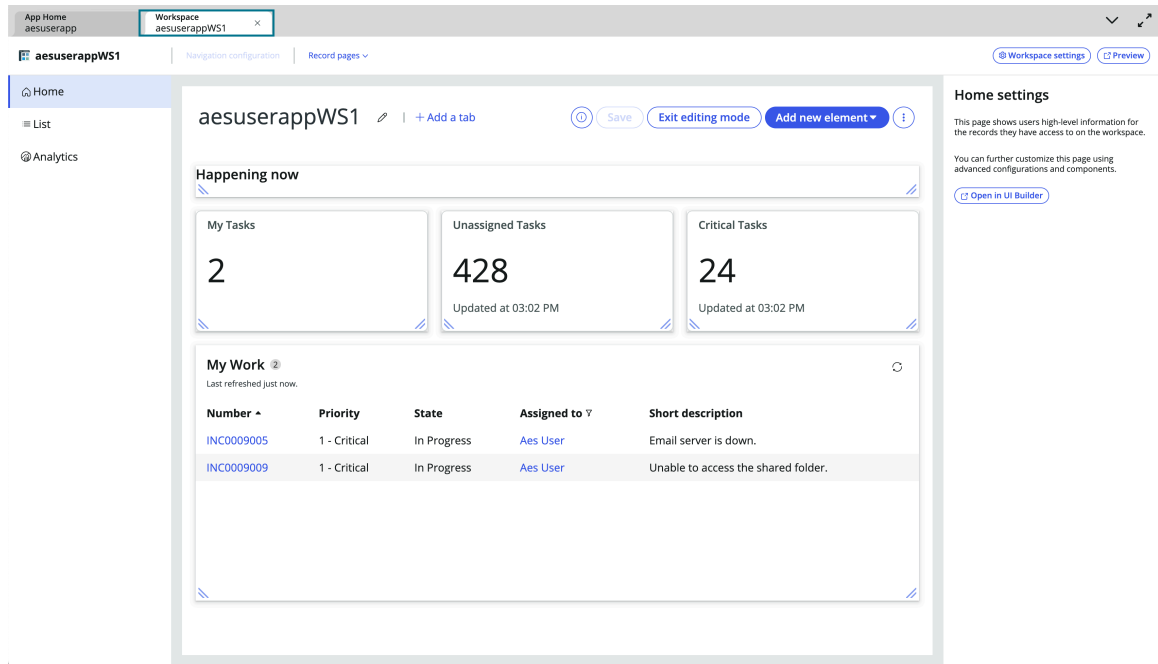 App Home
aesuserapp
Workspace
aesuserappWS1
aesuserappWS1
Navigation configuration
Record pages
Workspace settings
Preview
Home
List
Analytics
aesuserappWS1
+ Add a tab
Save
Exit editing mode
Add new element
Happening now
My Tasks
2
Unassigned Tasks
428
Updated at 03:02 PM
Critical Tasks
24
Updated at 03:02 PM
My Work 2
Last refreshed just now.
Number Priority State Assigned to Short description
INC0009005 1 - Critical In Progress Aes User Email server is down.
INC0009009 1 - Critical In Progress Aes User Unable to access the shared folder.
Home settings
This page shows users high-level information for
the records they have access to on the workspace.
You can further customize this page using
advanced configurations and components.
Open in UI Builder